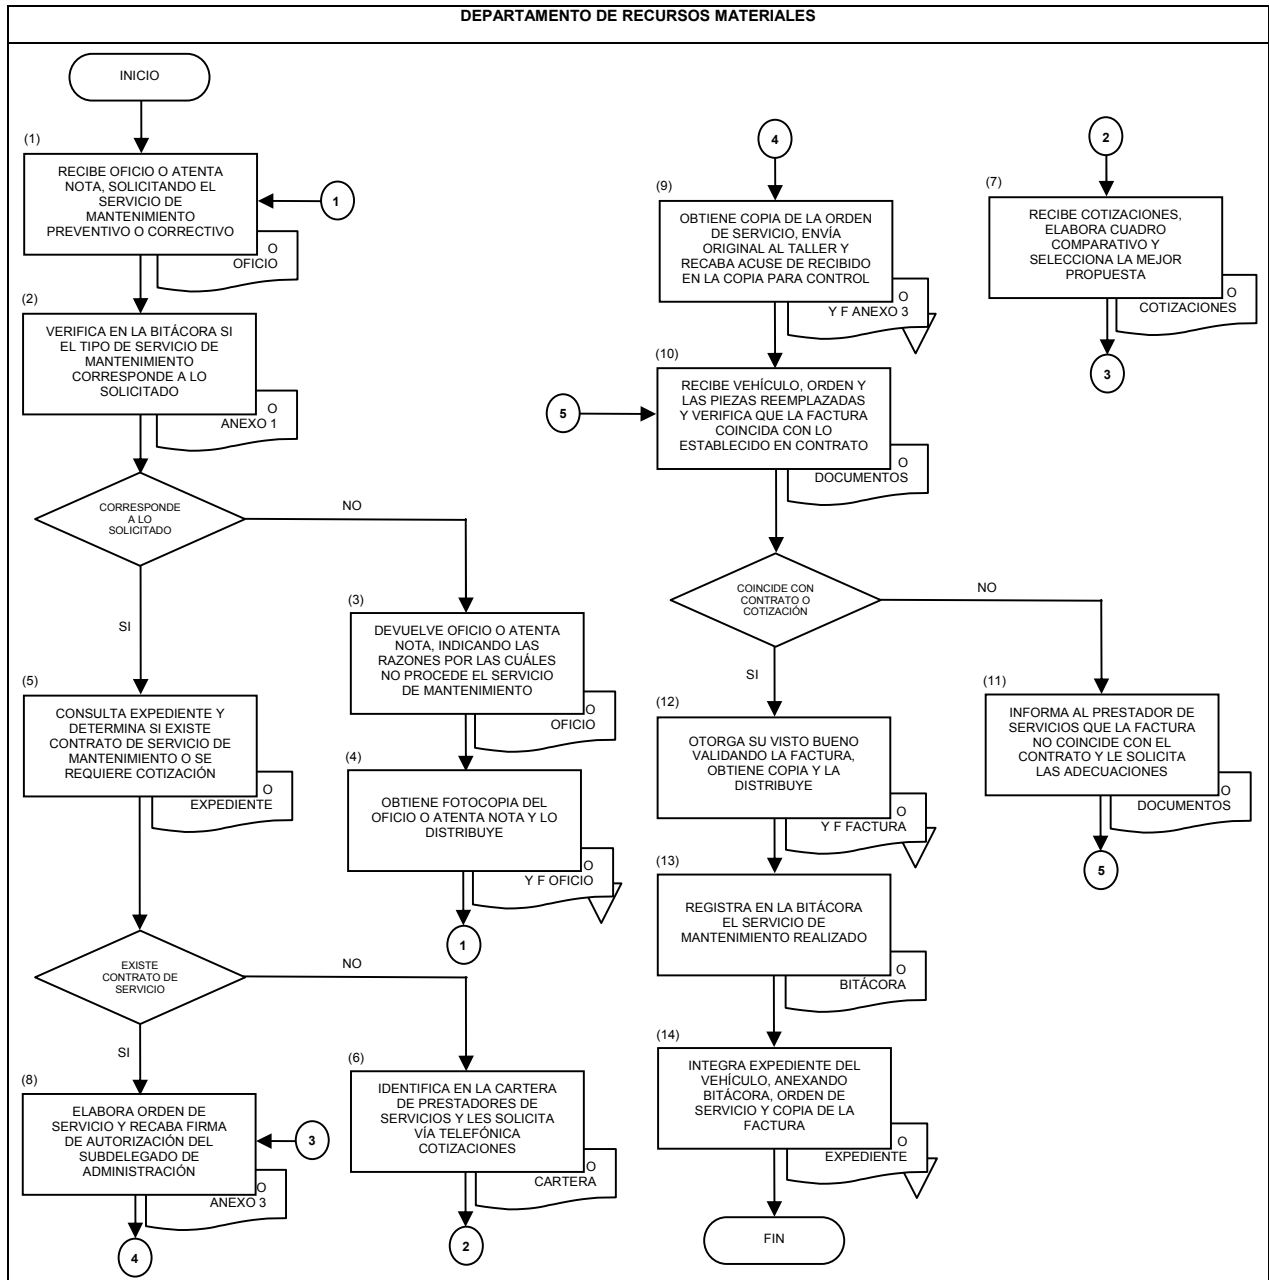 DEPARTAMENTO DE RECURSOS MATERIALES
INICIO
(1)
RECIBE OFICIO O ATENTA
NOTA, SOLICITANDO EL
SERVICIO DE
MANTENIMIENTO
PREVENTIVO O CORRECTIVO
1
O
OFICIO
(2)
VERIFICA EN LA BITÁCORA SI
EL TIPO DE SERVICIO DE
MANTENIMIENTO
CORRESPONDE A LO
SOLICITADO
O
ANEXO 1
CORRESPONDE
A LO
SOLICITADO
NO
SI
(3)
DEVUELVE OFICIO O ATENTA
NOTA, INDICANDO LAS
RAZONES POR LAS CUÁLES
NO PROCEDE EL SERVICIO
DE MANTENIMIENTO
O
OFICIO
(4)
OBTIENE FOTOCOPIA DEL
OFICIO O ATENTA NOTA Y LO
DISTRIBUYE
O
Y F OFICIO
1
(5)
CONSULTA EXPEDIENTE Y
DETERMINA SI EXISTE
CONTRATO DE SERVICIO DE
MANTENIMIENTO O SE
REQUIERE COTIZACIÓN
O
EXPEDIENTE
EXISTE
CONTRATO DE
SERVICIO
NO
SI
(6)
IDENTIFICA EN LA CARTERA
DE PRESTADORES DE
SERVICIOS Y LES SOLICITA
VÍA TELEFÓNICA
COTIZACIONES
O
CARTERA
2
(8)
ELABORA ORDEN DE
SERVICIO Y RECABA FIRMA
DE AUTORIZACIÓN DEL
SUBDELEGADO DE
ADMINISTRACIÓN
3
O
ANEXO 3
4
4
(9)
OBTIENE COPIA DE LA ORDEN
DE SERVICIO, ENVÍA
ORIGINAL AL TALLER Y
RECABA ACUSE DE RECIBIDO
EN LA COPIA PARA CONTROL
O
Y F ANEXO 3
(10)
RECIBE VEHÍCULO, ORDEN Y
LAS PIEZAS REEMPLAZADAS
Y VERIFICA QUE LA FACTURA
COINCIDA CON LO
ESTABLECIDO EN CONTRATO
5
O
DOCUMENTOS
COINCIDE CON
CONTRATO O
COTIZACIÓN
NO
SI
(12)
OTORGA SU VISTO BUENO
VALIDANDO LA FACTURA,
OBTIENE COPIA Y LA
DISTRIBUYE
O
Y F FACTURA
(13)
REGISTRA EN LA BITÁCORA
EL SERVICIO DE
MANTENIMIENTO REALIZADO
O
BITÁCORA
(14)
INTEGRA EXPEDIENTE DEL
VEHÍCULO, ANEXANDO
BITÁCORA, ORDEN DE
SERVICIO Y COPIA DE LA
FACTURA
O
EXPEDIENTE
FIN
2
(7)
RECIBE COTIZACIONES,
ELABORA CUADRO
COMPARATIVO Y
SELECCIONA LA MEJOR
PROPUESTA
O
COTIZACIONES
3
(11)
INFORMA AL PRESTADOR DE
SERVICIOS QUE LA FACTURA
NO COINCIDE CON EL
CONTRATO Y LE SOLICITA
LAS ADECUACIONES
O
DOCUMENTOS
5